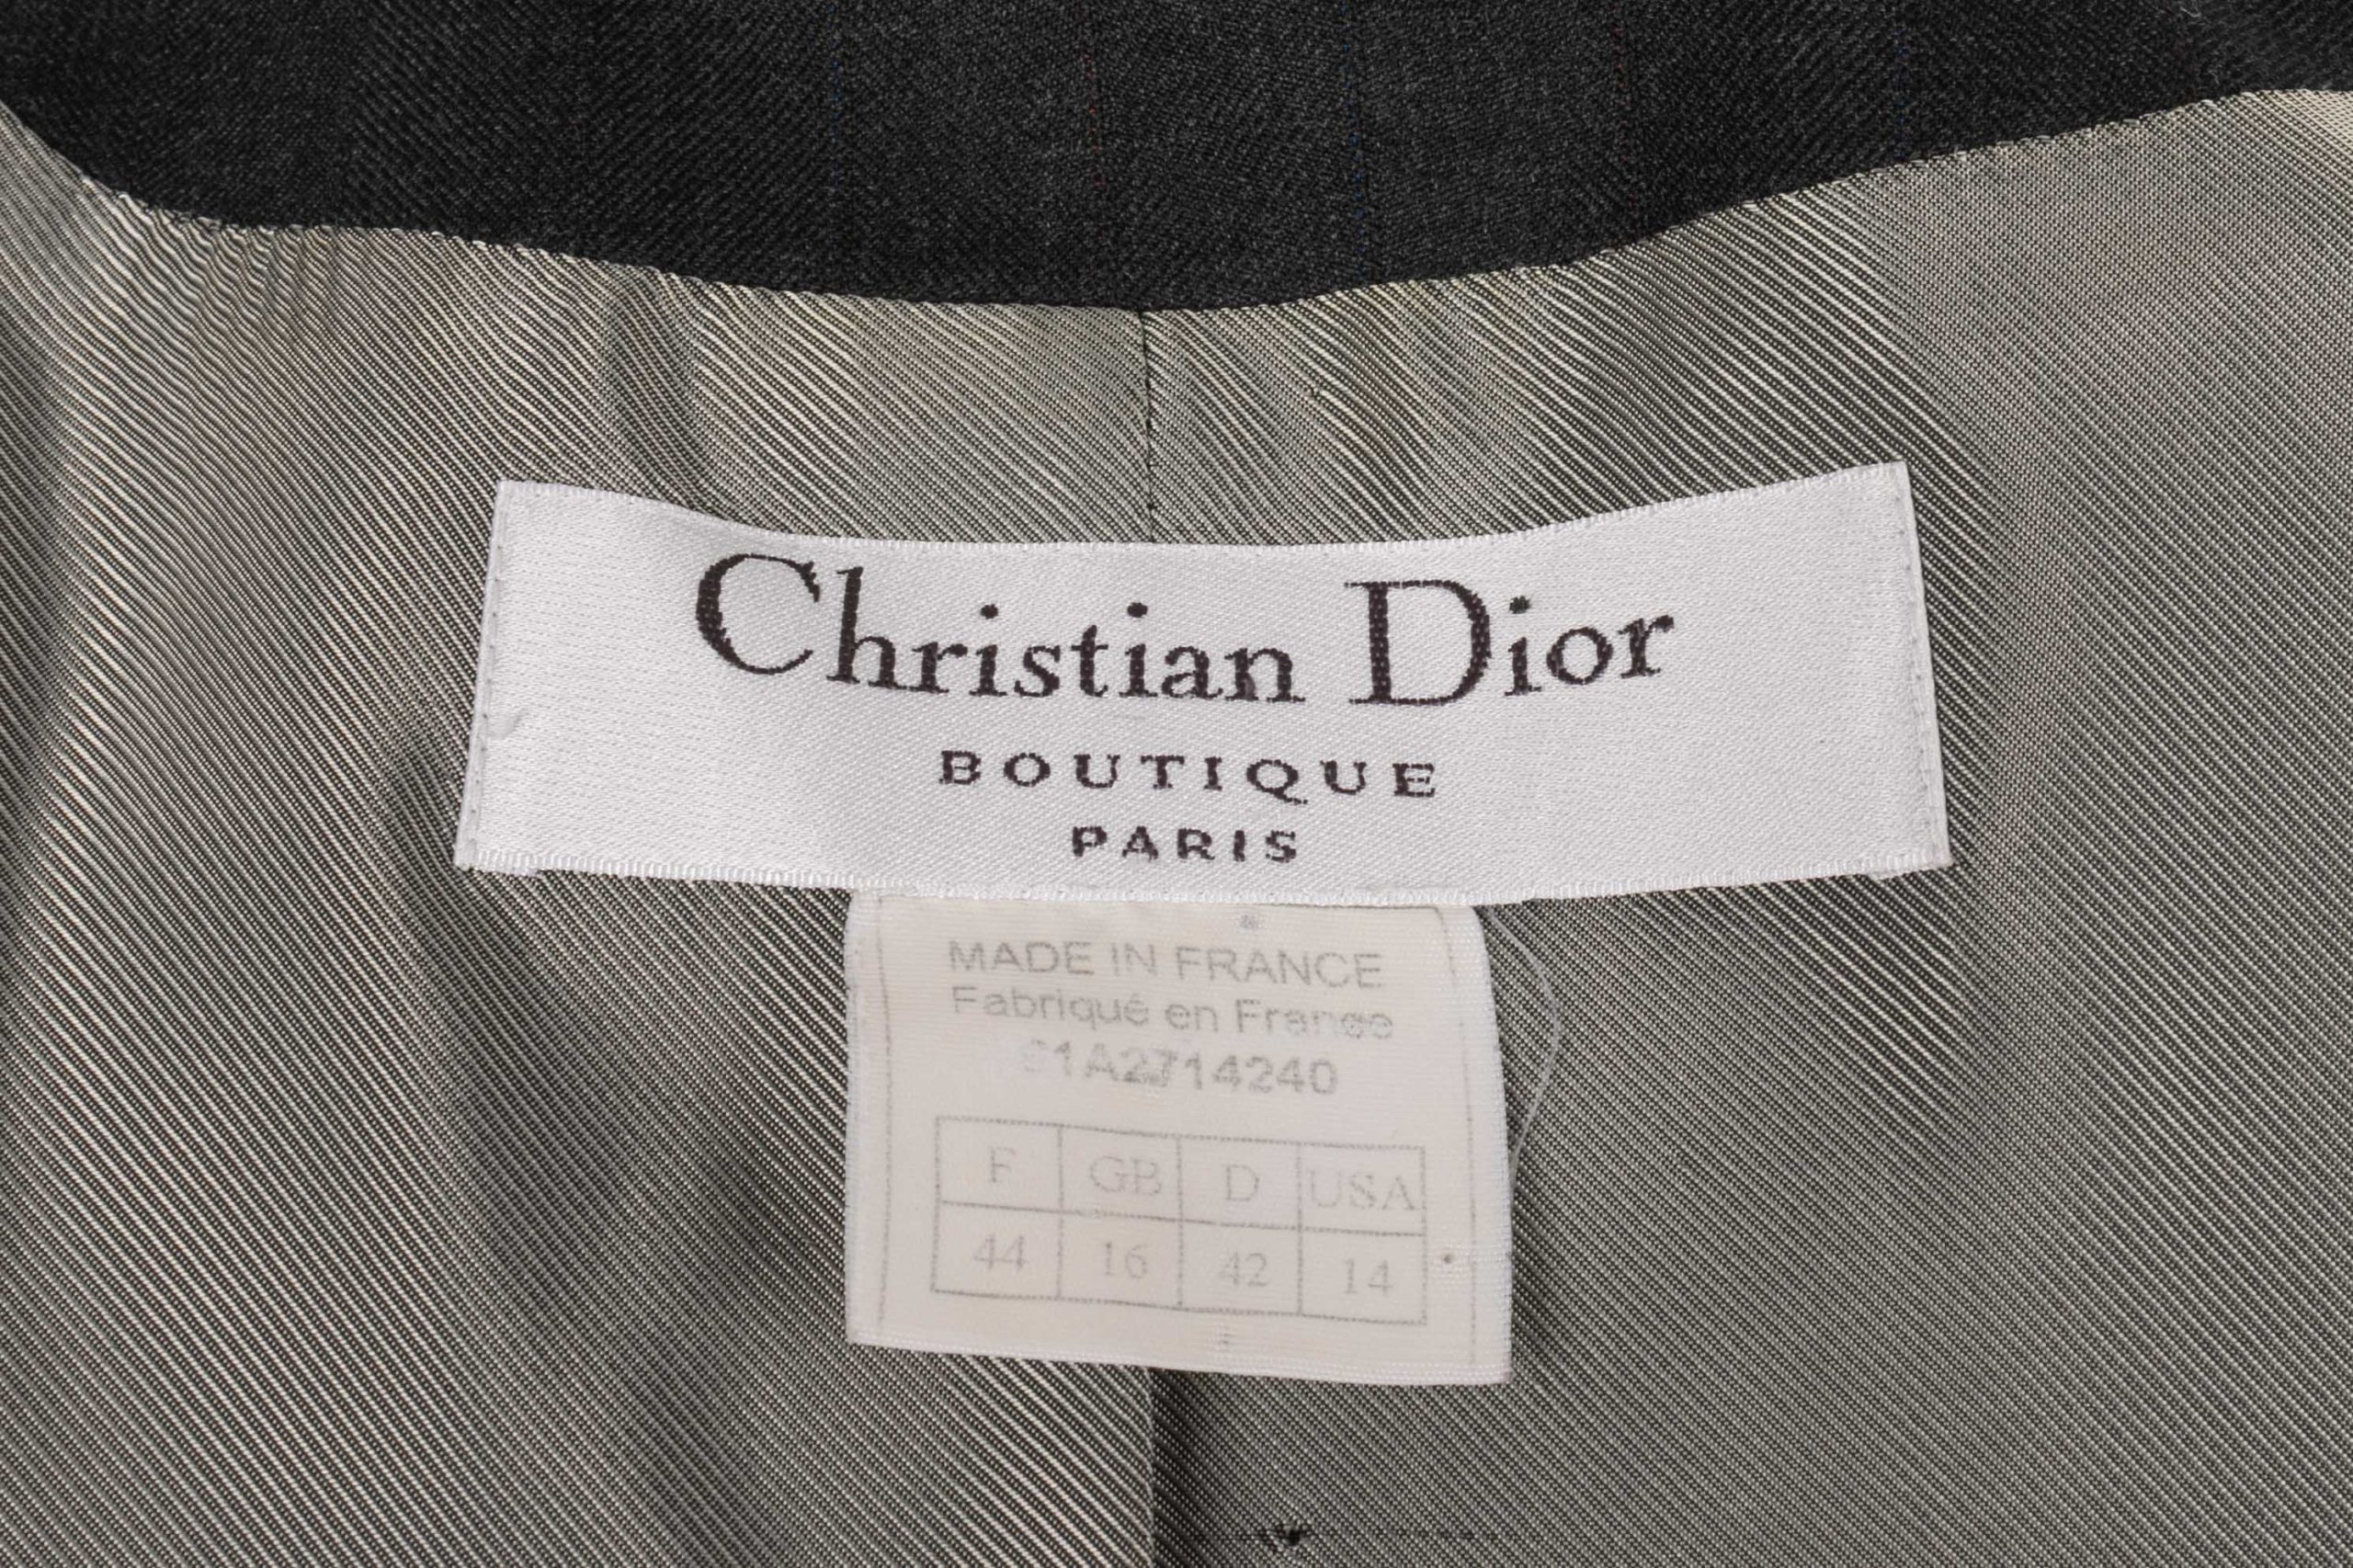 Christian Dior
BOUTIQUE
PARIS
MADE IN FRANCE
Fabriqué en France
F GB D USA
44 16 42 14